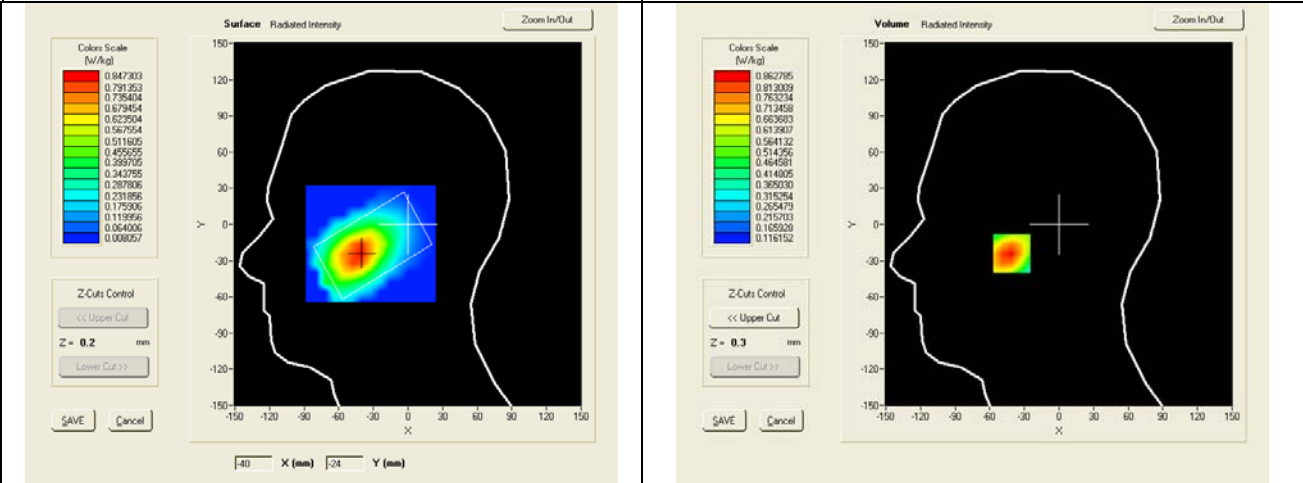 Surface Radiated Intensity
Zoom In/Out
Colors Scale
(W/kg)
0.847303
0.791353
0.735404
0.679454
0.623504
0.567554
0.511605
0.455655
0.399705
0.343755
0.287806
0.231856
0.175906
0.119956
0.064006
0.008057
Z-Cuts Control
<< Upper Cut
Z = 0.2 mm
Lower Cut >>
SAVE Cancel
150
120
90
60
30
0
-30
-60
-90
-120
-150
Y
-150 -120 -90 -60 -30 0 30 60 90 120 150
X
-40 X (mm) -24 Y (mm)
Volume Radiated Intensity
Zoom In/Out
Colors Scale
(W/kg)
0.862785
0.813009
0.763234
0.713458
0.663683
0.613907
0.564132
0.514356
0.464581
0.414805
0.365030
0.315254
0.265479
0.215703
0.165928
0.116152
Z-Cuts Control
<< Upper Cut
Z = 0.3 mm
Lower Cut >>
SAVE Cancel
150
120
90
60
30
0
-30
-60
-90
-120
-150
Y
-150 -120 -90 -60 -30 0 30 60 90 120 150
X